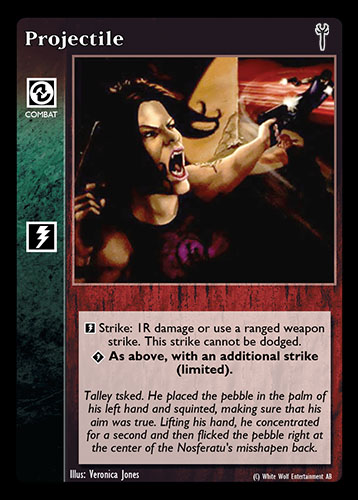 Projectile
COMBAT
Strike: 1R damage or use a ranged weapon
strike. This strike cannot be dodged.
As above, with an additional strike
(limited).
Talley tsked. He placed the pebble in the palm of
his left hand and squinted, making sure that his
aim was true. Lifting his hand, he concentrated
for a second and then flicked the pebble right at
the center of the Nosferatu's misshapen back.
Illus: Veronica Jones
(C) White Wolf Entertainment AB